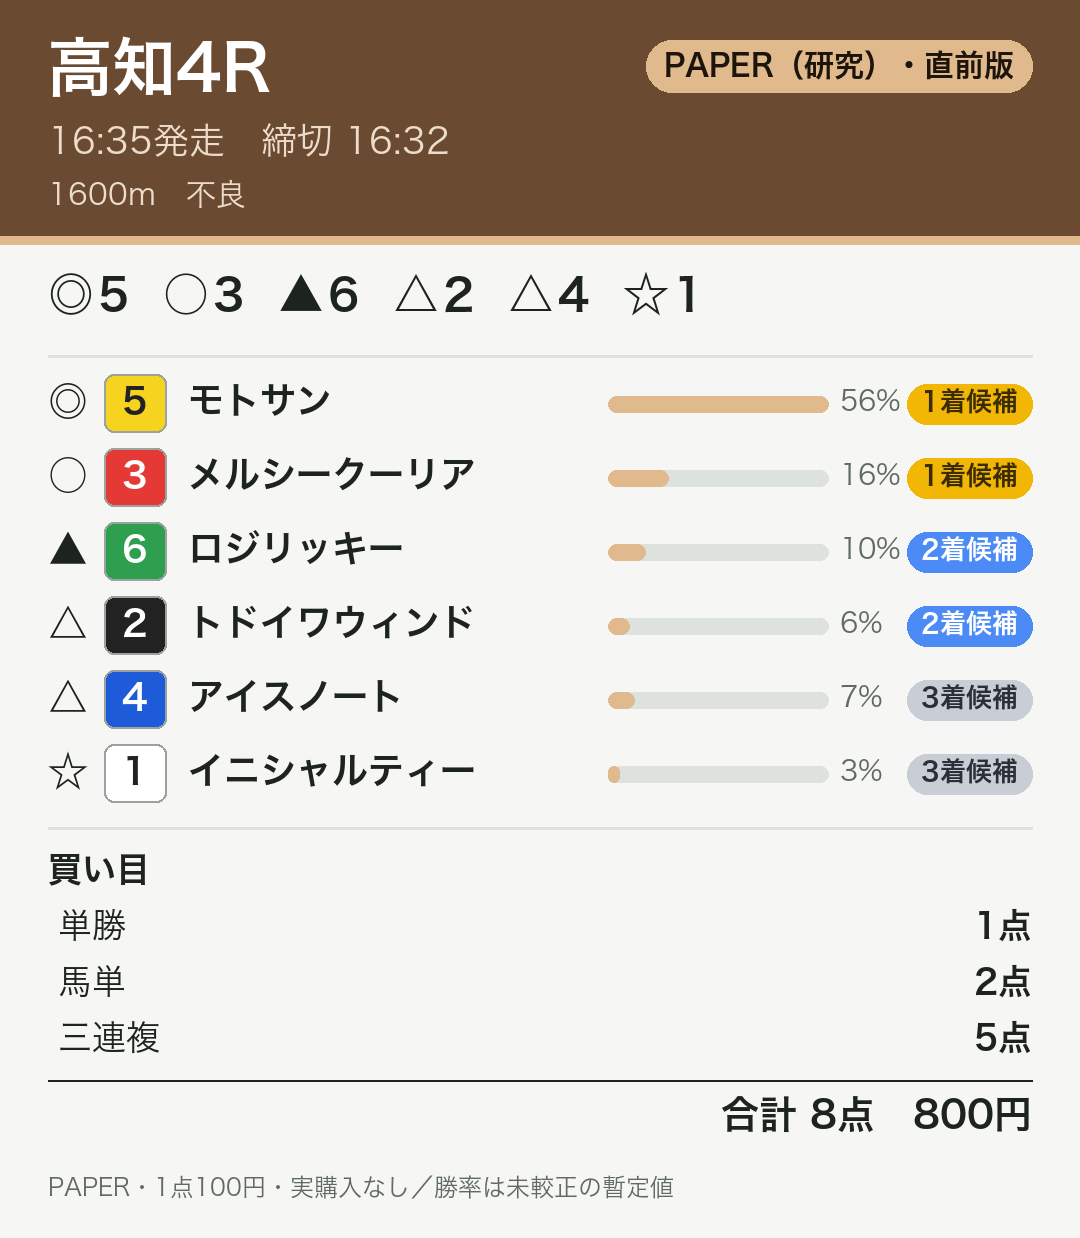 高知4R
PAPER（研究）・直前版
16:35発走　締切 16:32
1600m　不良
◎5 ○3 ▲6 △2 △4 ☆1
◎ 5 モトサン 56% 1着候補
○ 3 メルシークーリア 16% 1着候補
▲ 6 ロジリッキー 10% 2着候補
△ 2 トドイワウィンド 6% 2着候補
△ 4 アイスノート 7% 3着候補
☆ 1 イニシャルティー 3% 3着候補
買い目
単勝 1点
馬単 2点
三連複 5点
合計 8点　800円
PAPER・1点100円・実購入なし／勝率は未較正の暫定値